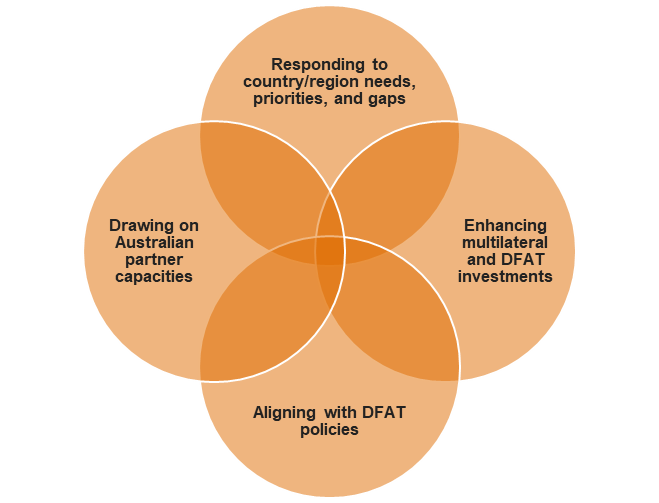 Responding to
country/region needs,
priorities, and gaps
Drawing on
Australian
partner
capacities
Enhancing
multilateral
and DFAT
investments
Aligning with DFAT
policies